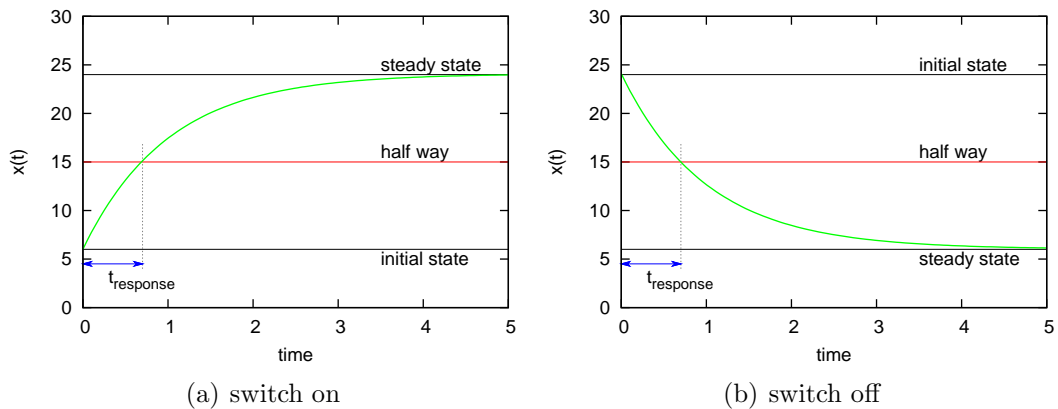 30
25
20
15
10
5
0
x(t)
steady state
half way
initial state
t_response
0 1 2 3 4 5
time
(a) switch on
30
25
20
15
10
5
0
x(t)
initial state
half way
steady state
t_response
0 1 2 3 4 5
time
(b) switch off